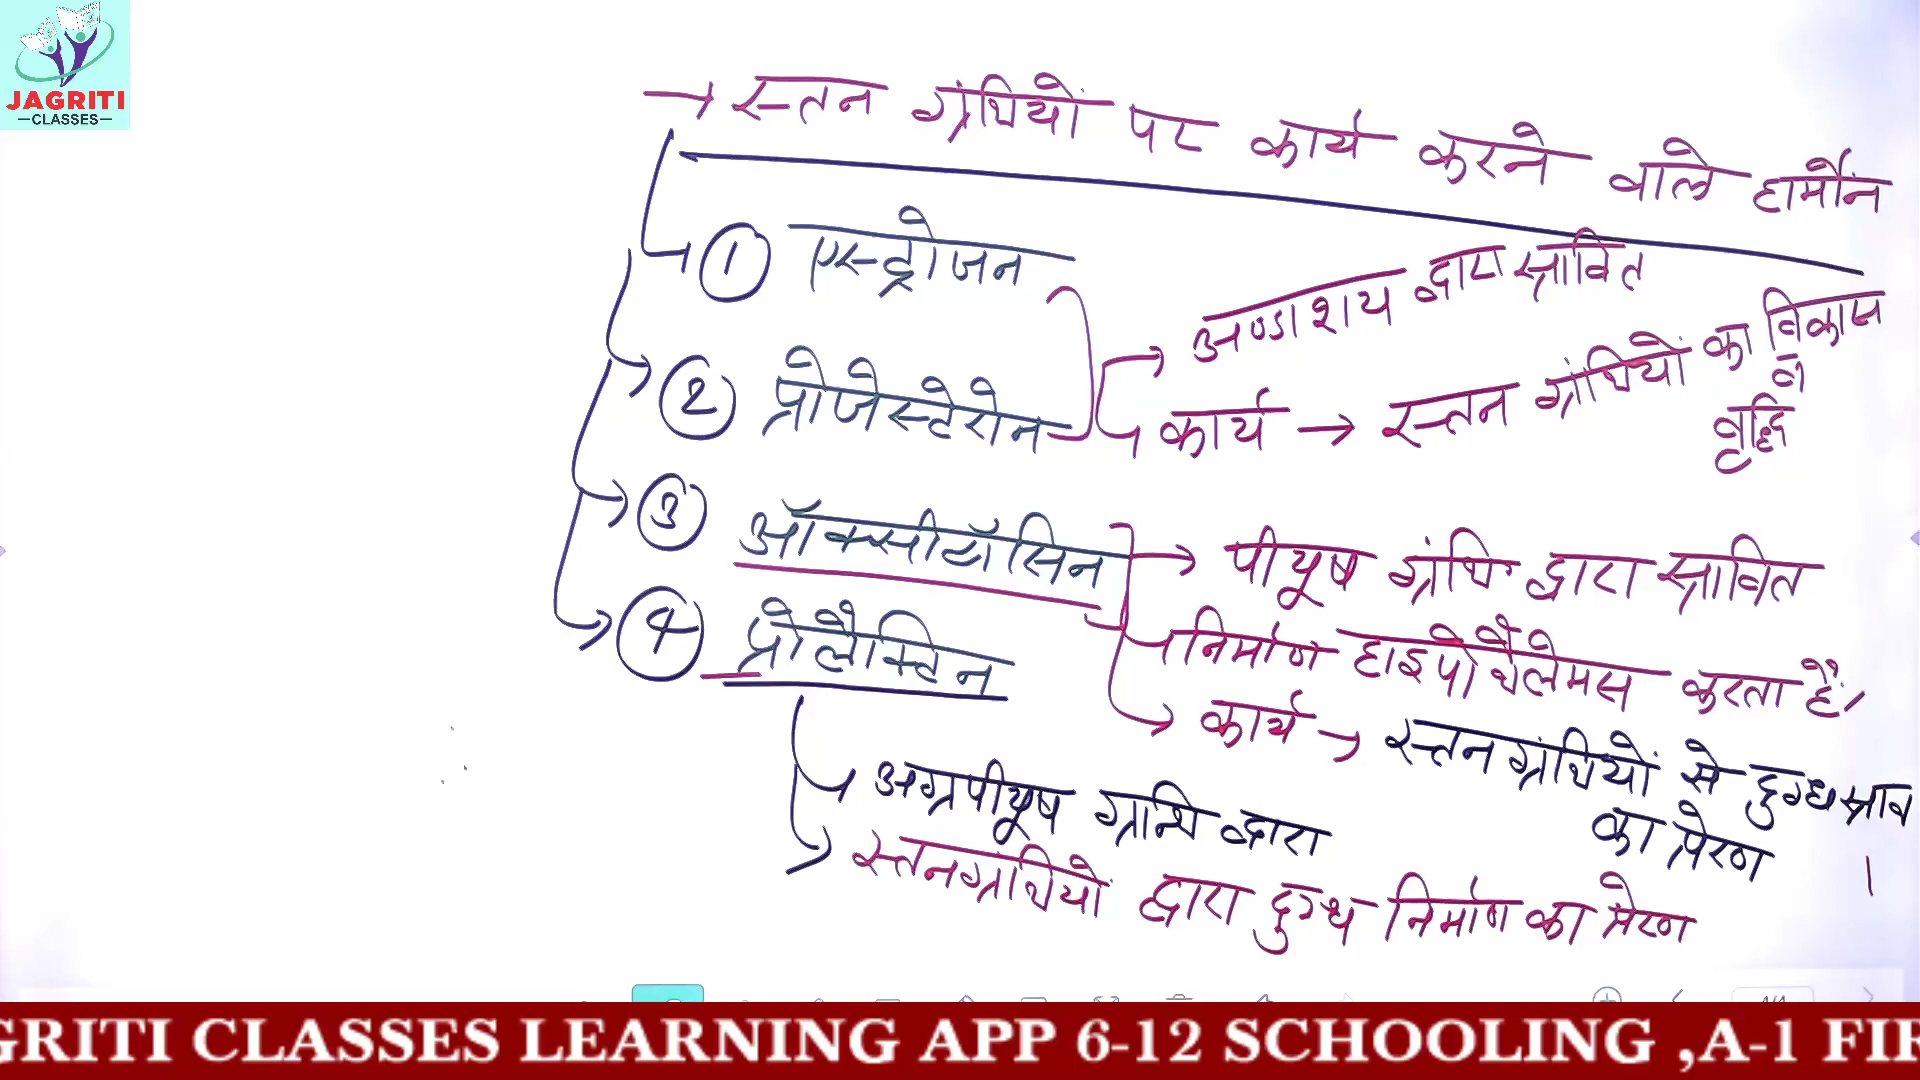 JAGRITI
CLASSES
→ स्तन ग्रंथियों पर कार्य करने वाले हार्मोन
① एस्ट्रोजन
② प्रोजेस्टेरोन
→ अण्डाशय द्वारा स्रावित
कार्य → स्तन ग्रंथियों का विकास
व
वृद्धि
③ ऑक्सीटॉसिन
→ पीयूष ग्रंथि द्वारा स्रावित
निर्माण हाइपोथैलेमस करता है।
→ कार्य → स्तन ग्रंथियों से दुग्ध स्राव
का प्रेरण
④ प्रोलैक्टिन
अग्रपीयूष ग्रन्थि द्वारा
स्तनग्रंथियों द्वारा दुग्ध निर्माण का प्रेरण
GRITI CLASSES LEARNING APP 6-12 SCHOOLING ,A-1 FIR